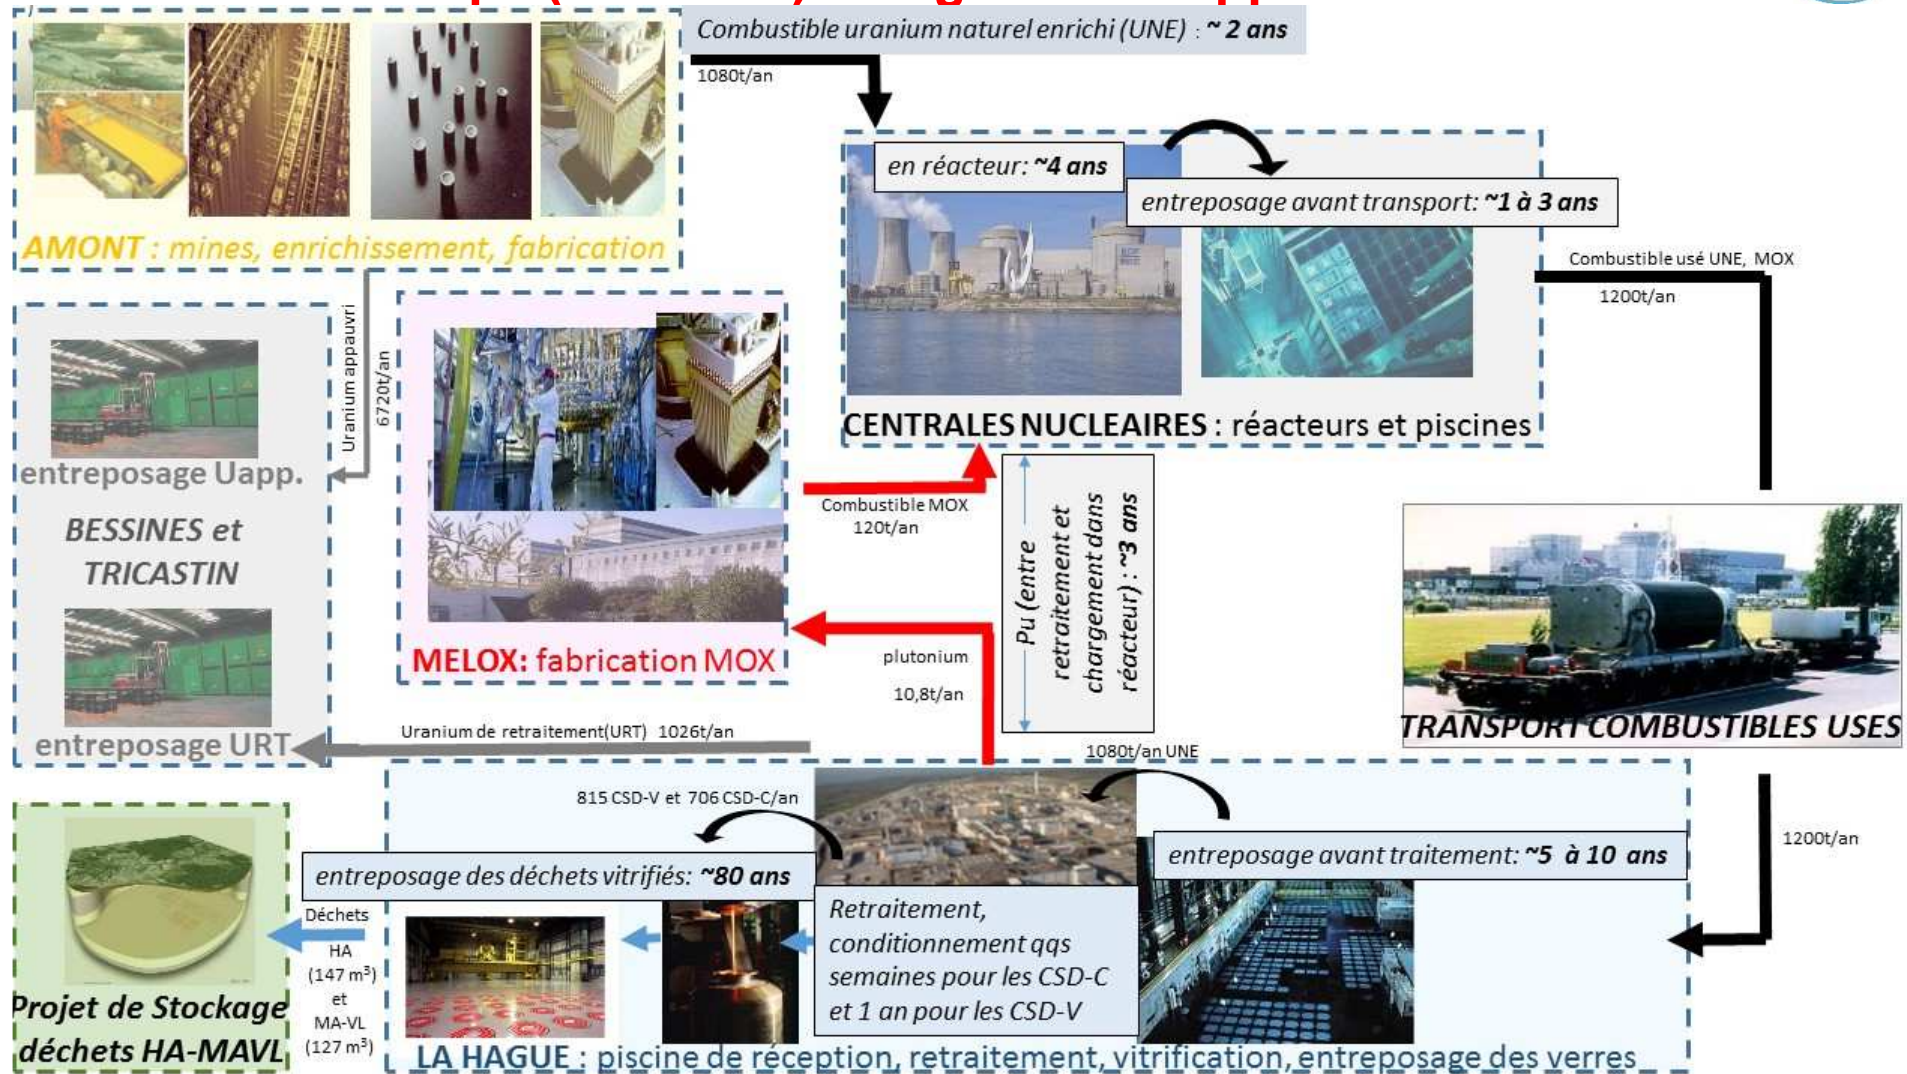 Combustible uranium naturel enrichi (UNE) : ~ 2 ans
1080t/an
en réacteur: ~4 ans
entreposage avant transport: ~1 à 3 ans
AMONT : mines, enrichissement, fabrication
Combustible usé UNE, MOX
1200t/an
Uranium appauvri
6720t/an
CENTRALES NUCLEAIRES : réacteurs et piscines
entreposage Uapp.
BESSINES et
TRICASTIN
Combustible MOX
120t/an
Pu (entre
retraitement et
chargement dans
réacteur) : ~3 ans
MELOX: fabrication MOX
plutonium
10,8t/an
entreposage URT
Uranium de retraitement(URT) 1026t/an
TRANSPORT COMBUSTIBLES USES
1080t/an UNE
815 CSD-V et 706 CSD-C/an
1200t/an
entreposage avant traitement: ~5 à 10 ans
entreposage des déchets vitrifiés: ~80 ans
Retraitement,
conditionnement qqs
semaines pour les CSD-C
et 1 an pour les CSD-V
Déchets
HA
(147 m³)
et
MA-VL
(127 m³)
Projet de Stockage
déchets HA-MAVL
LA HAGUE : piscine de réception, retraitement, vitrification, entreposage des verres